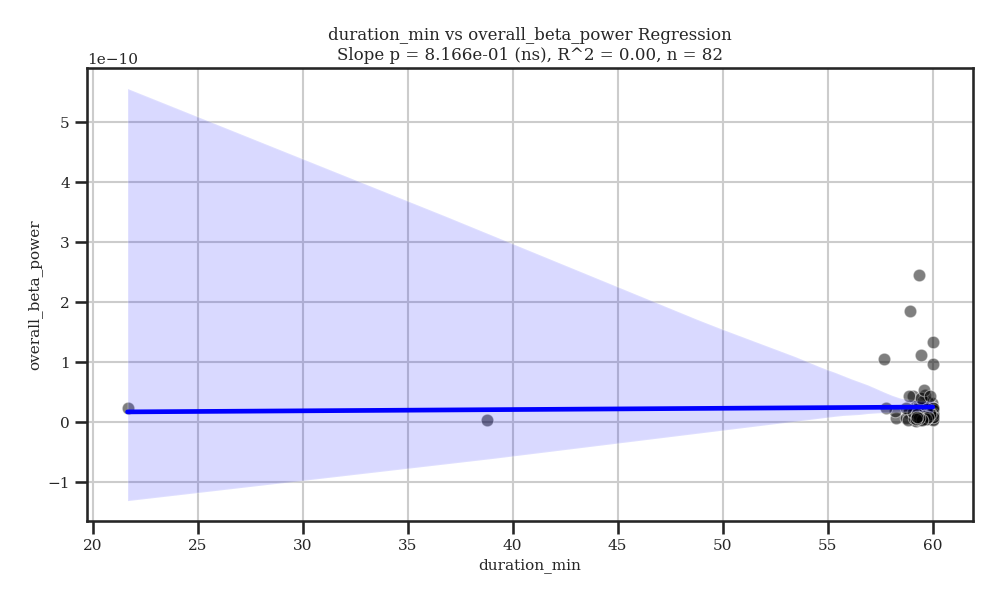 duration_min vs overall_beta_power Regression
Slope p = 8.166e-01 (ns), R^2 = 0.00, n = 82
1e−10
5
4
3
2
1
0
−1
overall_beta_power
20 25 30 35 40 45 50 55 60
duration_min